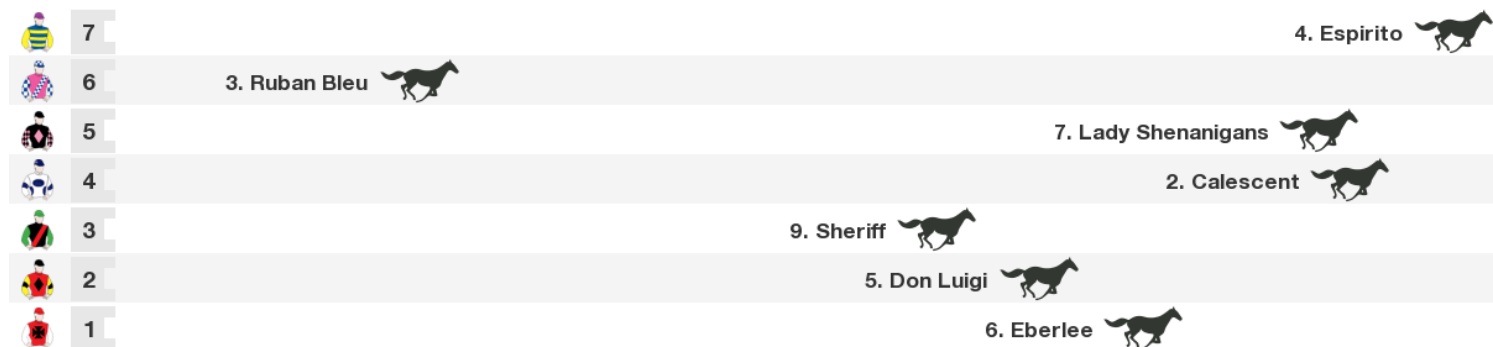 7 4. Espirito
6 3. Ruban Bleu
5 7. Lady Shenanigans
4 2. Calescent
3 9. Sheriff
2 5. Don Luigi
1 6. Eberlee